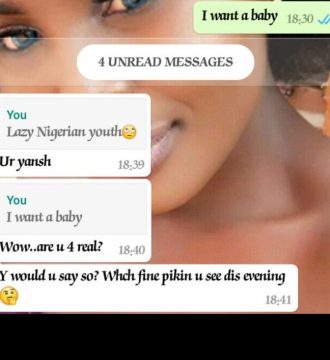 I want a baby 18:30
4 UNREAD MESSAGES
You
Lazy Nigerian youth🙄
Ur yansh 18:39
You
I want a baby
Wow..are u 4 real? 18:40
Y would u say so? Whch fine pikin u see dis evening
🤔 18:41